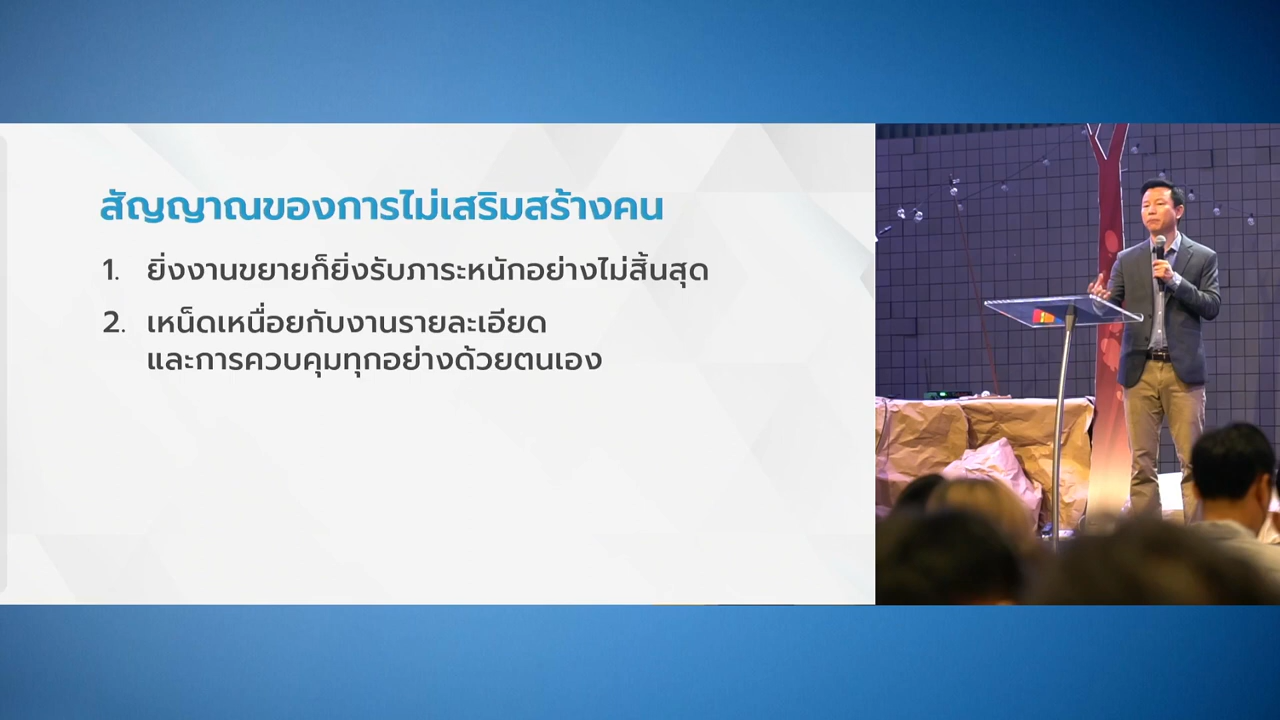 สัญญาณของการไม่เสริมสร้างคน
1. ยิ่งงานขยายก็ยิ่งรับภาระหนักอย่างไม่สิ้นสุด
2. เหน็ดเหนื่อยกับงานรายละเอียด
และการควบคุมทุกอย่างด้วยตนเอง